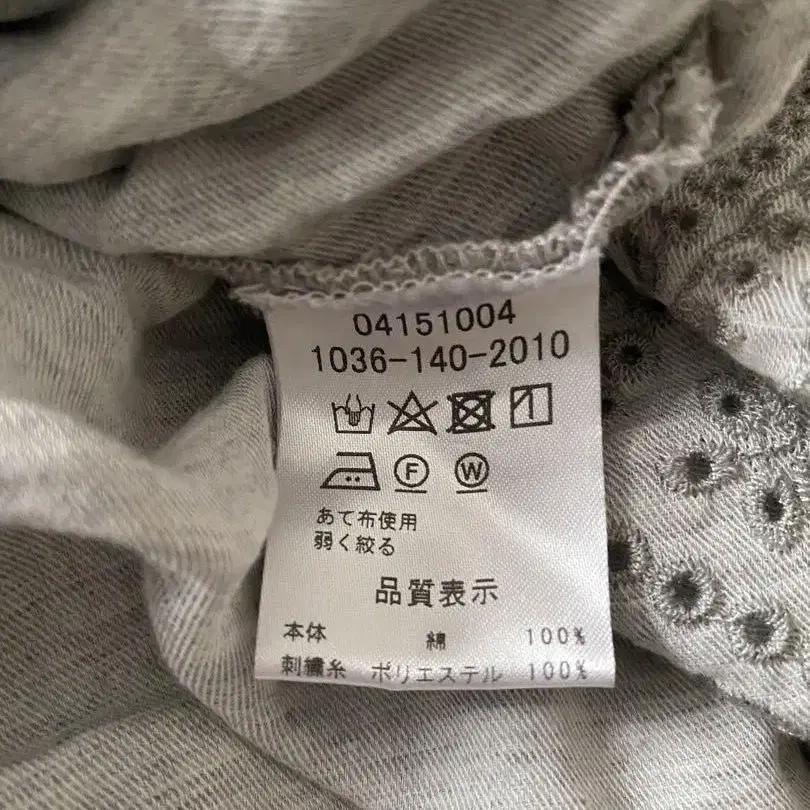 04151004
1036-140-2010
F W
あて布使用
弱く絞る
品質表示
本体 綿 100%
刺繍糸 ポリエステル 100%